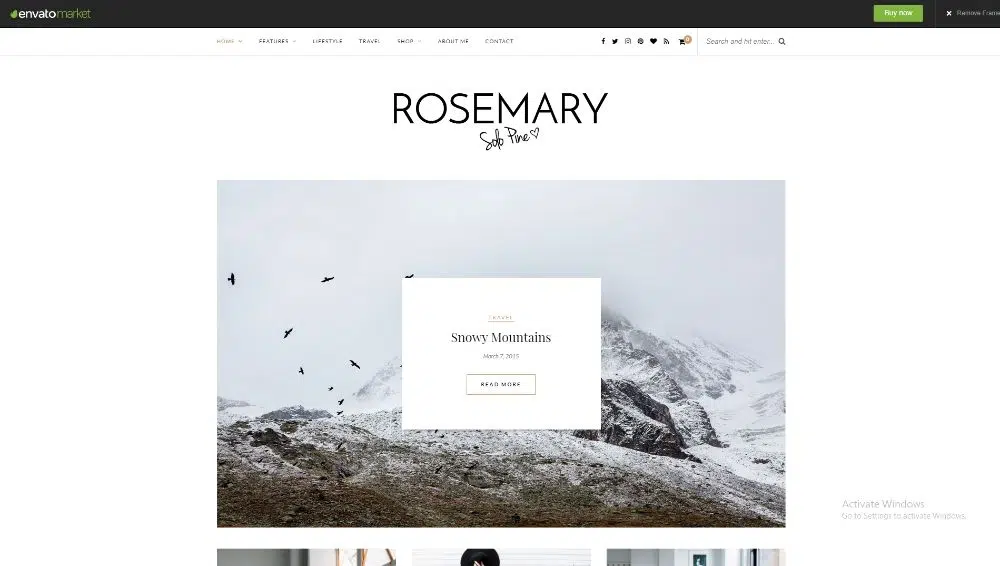 envatomarket
Buy now
Remove Frame
HOME FEATURES LIFESTYLE TRAVEL SHOP ABOUT ME CONTACT
0
Search and hit enter...
ROSEMARY
Solo Pine
TRAVEL
Snowy Mountains
March 7, 2015
READ MORE
Activate Windows
Go to Settings to activate Windows.